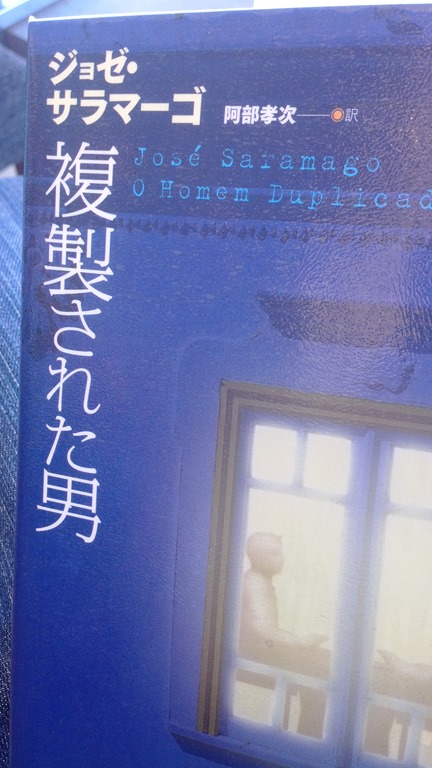 ジョゼ・
サラマーゴ
阿部孝次——◉訳
José Saramago
O Homem Duplicad
複製された男